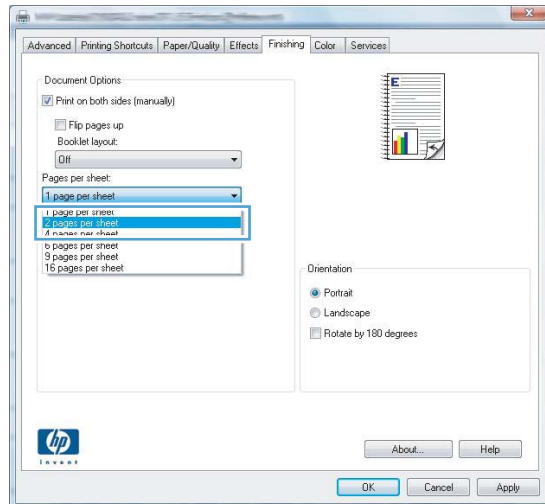 Advanced Printing Shortcuts Paper/Quality Effects Finishing Color Services
Document Options
Print on both sides (manually)
Flip pages up
Booklet layout:
Off
Pages per sheet:
1 page per sheet
1 page per sheet
2 pages per sheet
4 pages per sheet
6 pages per sheet
9 pages per sheet
16 pages per sheet
E
Orientation
Portrait
Landscape
Rotate by 180 degrees
hp
invent
About... Help
OK Cancel Apply